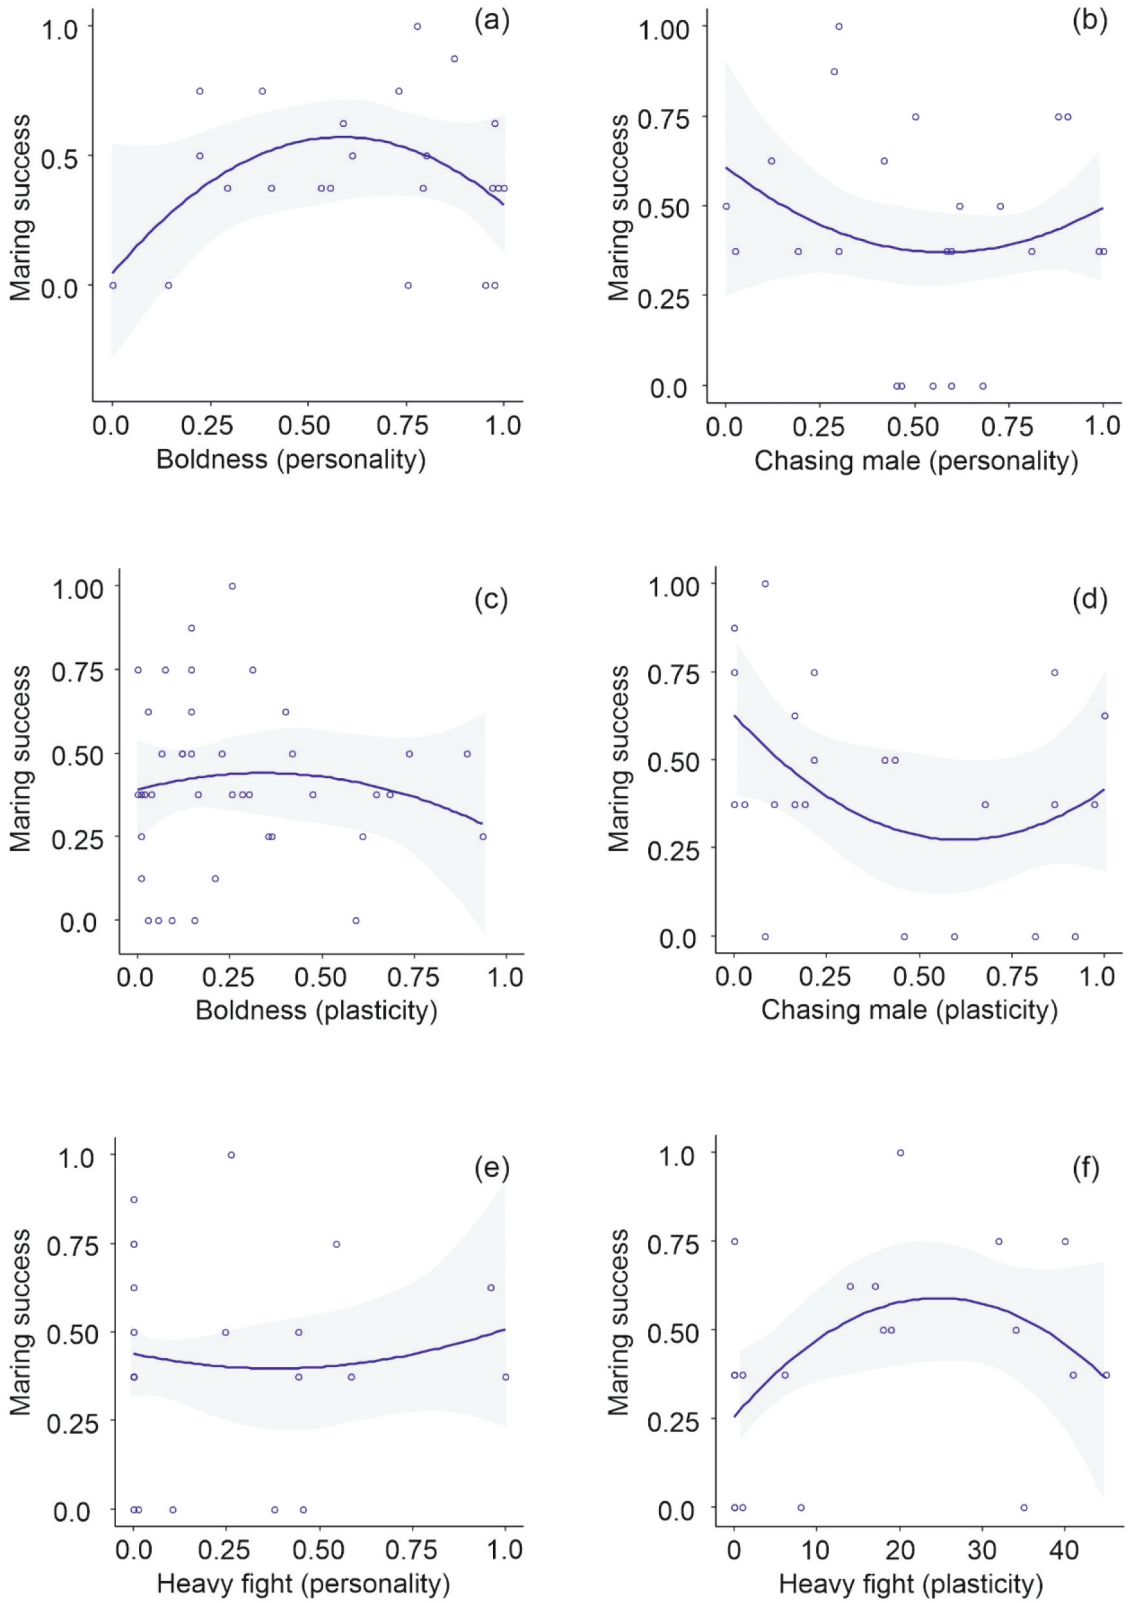 (a)
1.0
0.5
0.0
Maring success
0.0 0.25 0.50 0.75 1.0
Boldness (personality)
(b)
1.00
0.75
0.50
0.25
0.0
Maring success
0.0 0.25 0.50 0.75 1.0
Chasing male (personality)
(c)
1.00
0.75
0.50
0.25
0.0
Maring success
0.0 0.25 0.50 0.75 1.0
Boldness (plasticity)
(d)
1.00
0.75
0.50
0.25
0.0
Maring success
0.0 0.25 0.50 0.75 1.0
Chasing male (plasticity)
(e)
1.0
0.75
0.50
0.25
0.0
Maring success
0.0 0.25 0.50 0.75 1.0
Heavy fight (personality)
(f)
1.0
0.75
0.50
0.25
0.0
Maring success
0 10 20 30 40
Heavy fight (plasticity)